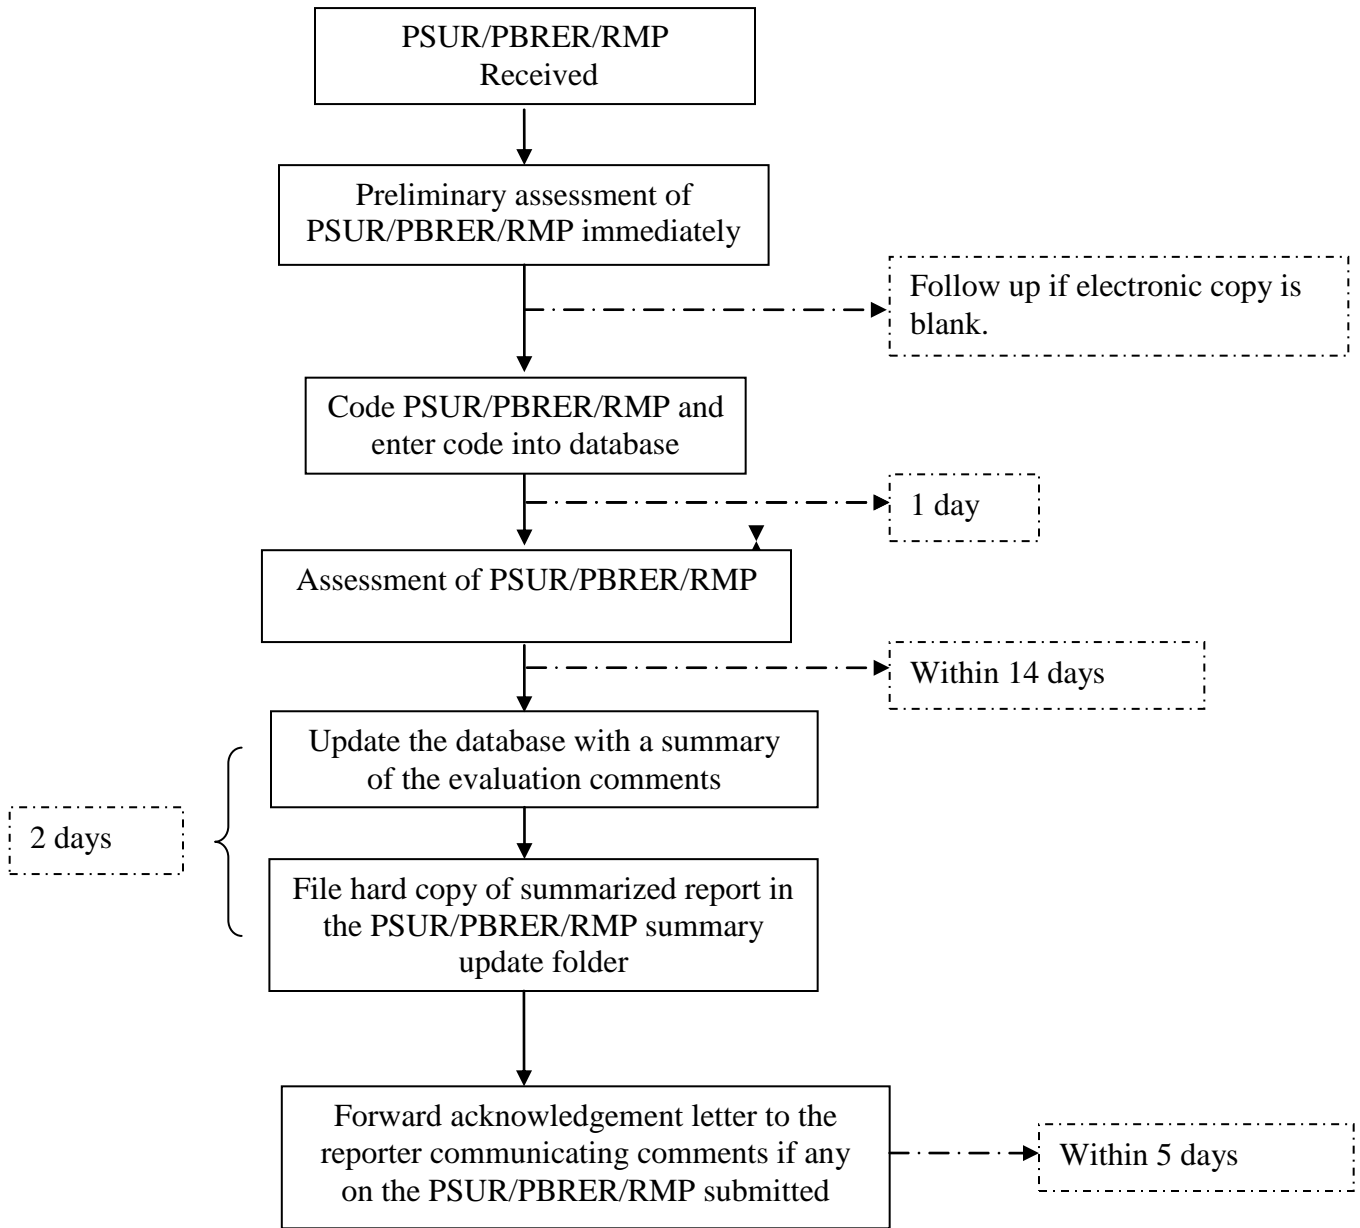 PSUR/PBRER/RMP
Received
Preliminary assessment of
PSUR/PBRER/RMP immediately
Follow up if electronic copy is
blank.
Code PSUR/PBRER/RMP and
enter code into database
1 day
Assessment of PSUR/PBRER/RMP
Within 14 days
Update the database with a summary
of the evaluation comments
2 days
File hard copy of summarized report in
the PSUR/PBRER/RMP summary
update folder
Forward acknowledgement letter to the
reporter communicating comments if any
on the PSUR/PBRER/RMP submitted
Within 5 days